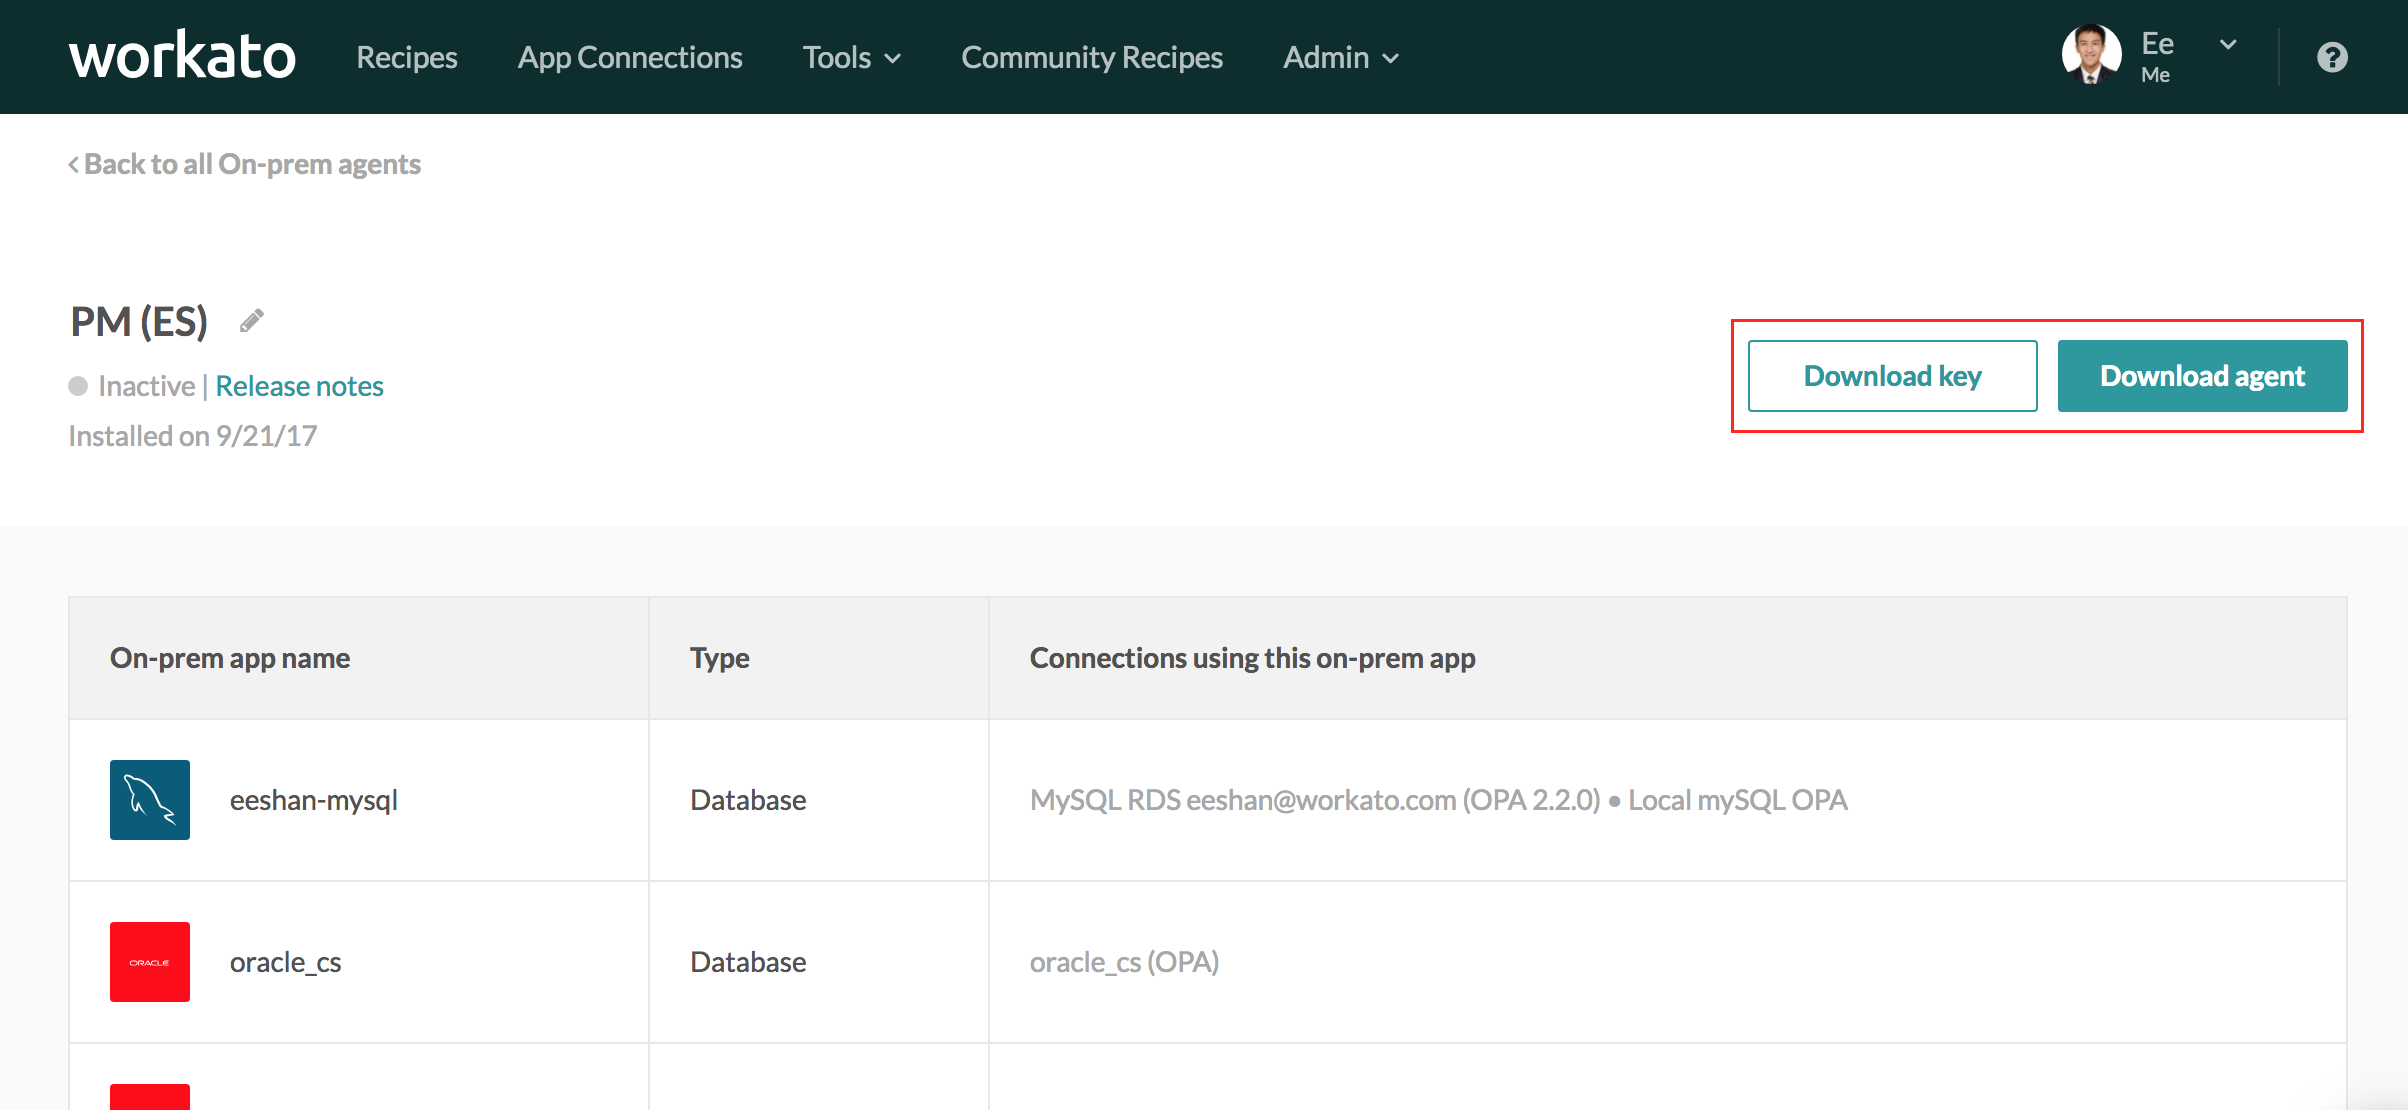 workato Recipes App Connections Tools Community Recipes Admin Ee
Me
?
Back to all On-prem agents
PM (ES)
Inactive | Release notes
Installed on 9/21/17
Download key Download agent
On-prem app name Type Connections using this on-prem app
eeshan-mysql Database MySQL RDS eeshan@workato.com (OPA 2.2.0) ● Local mySQL OPA
ORACLE oracle_cs Database oracle_cs (OPA)